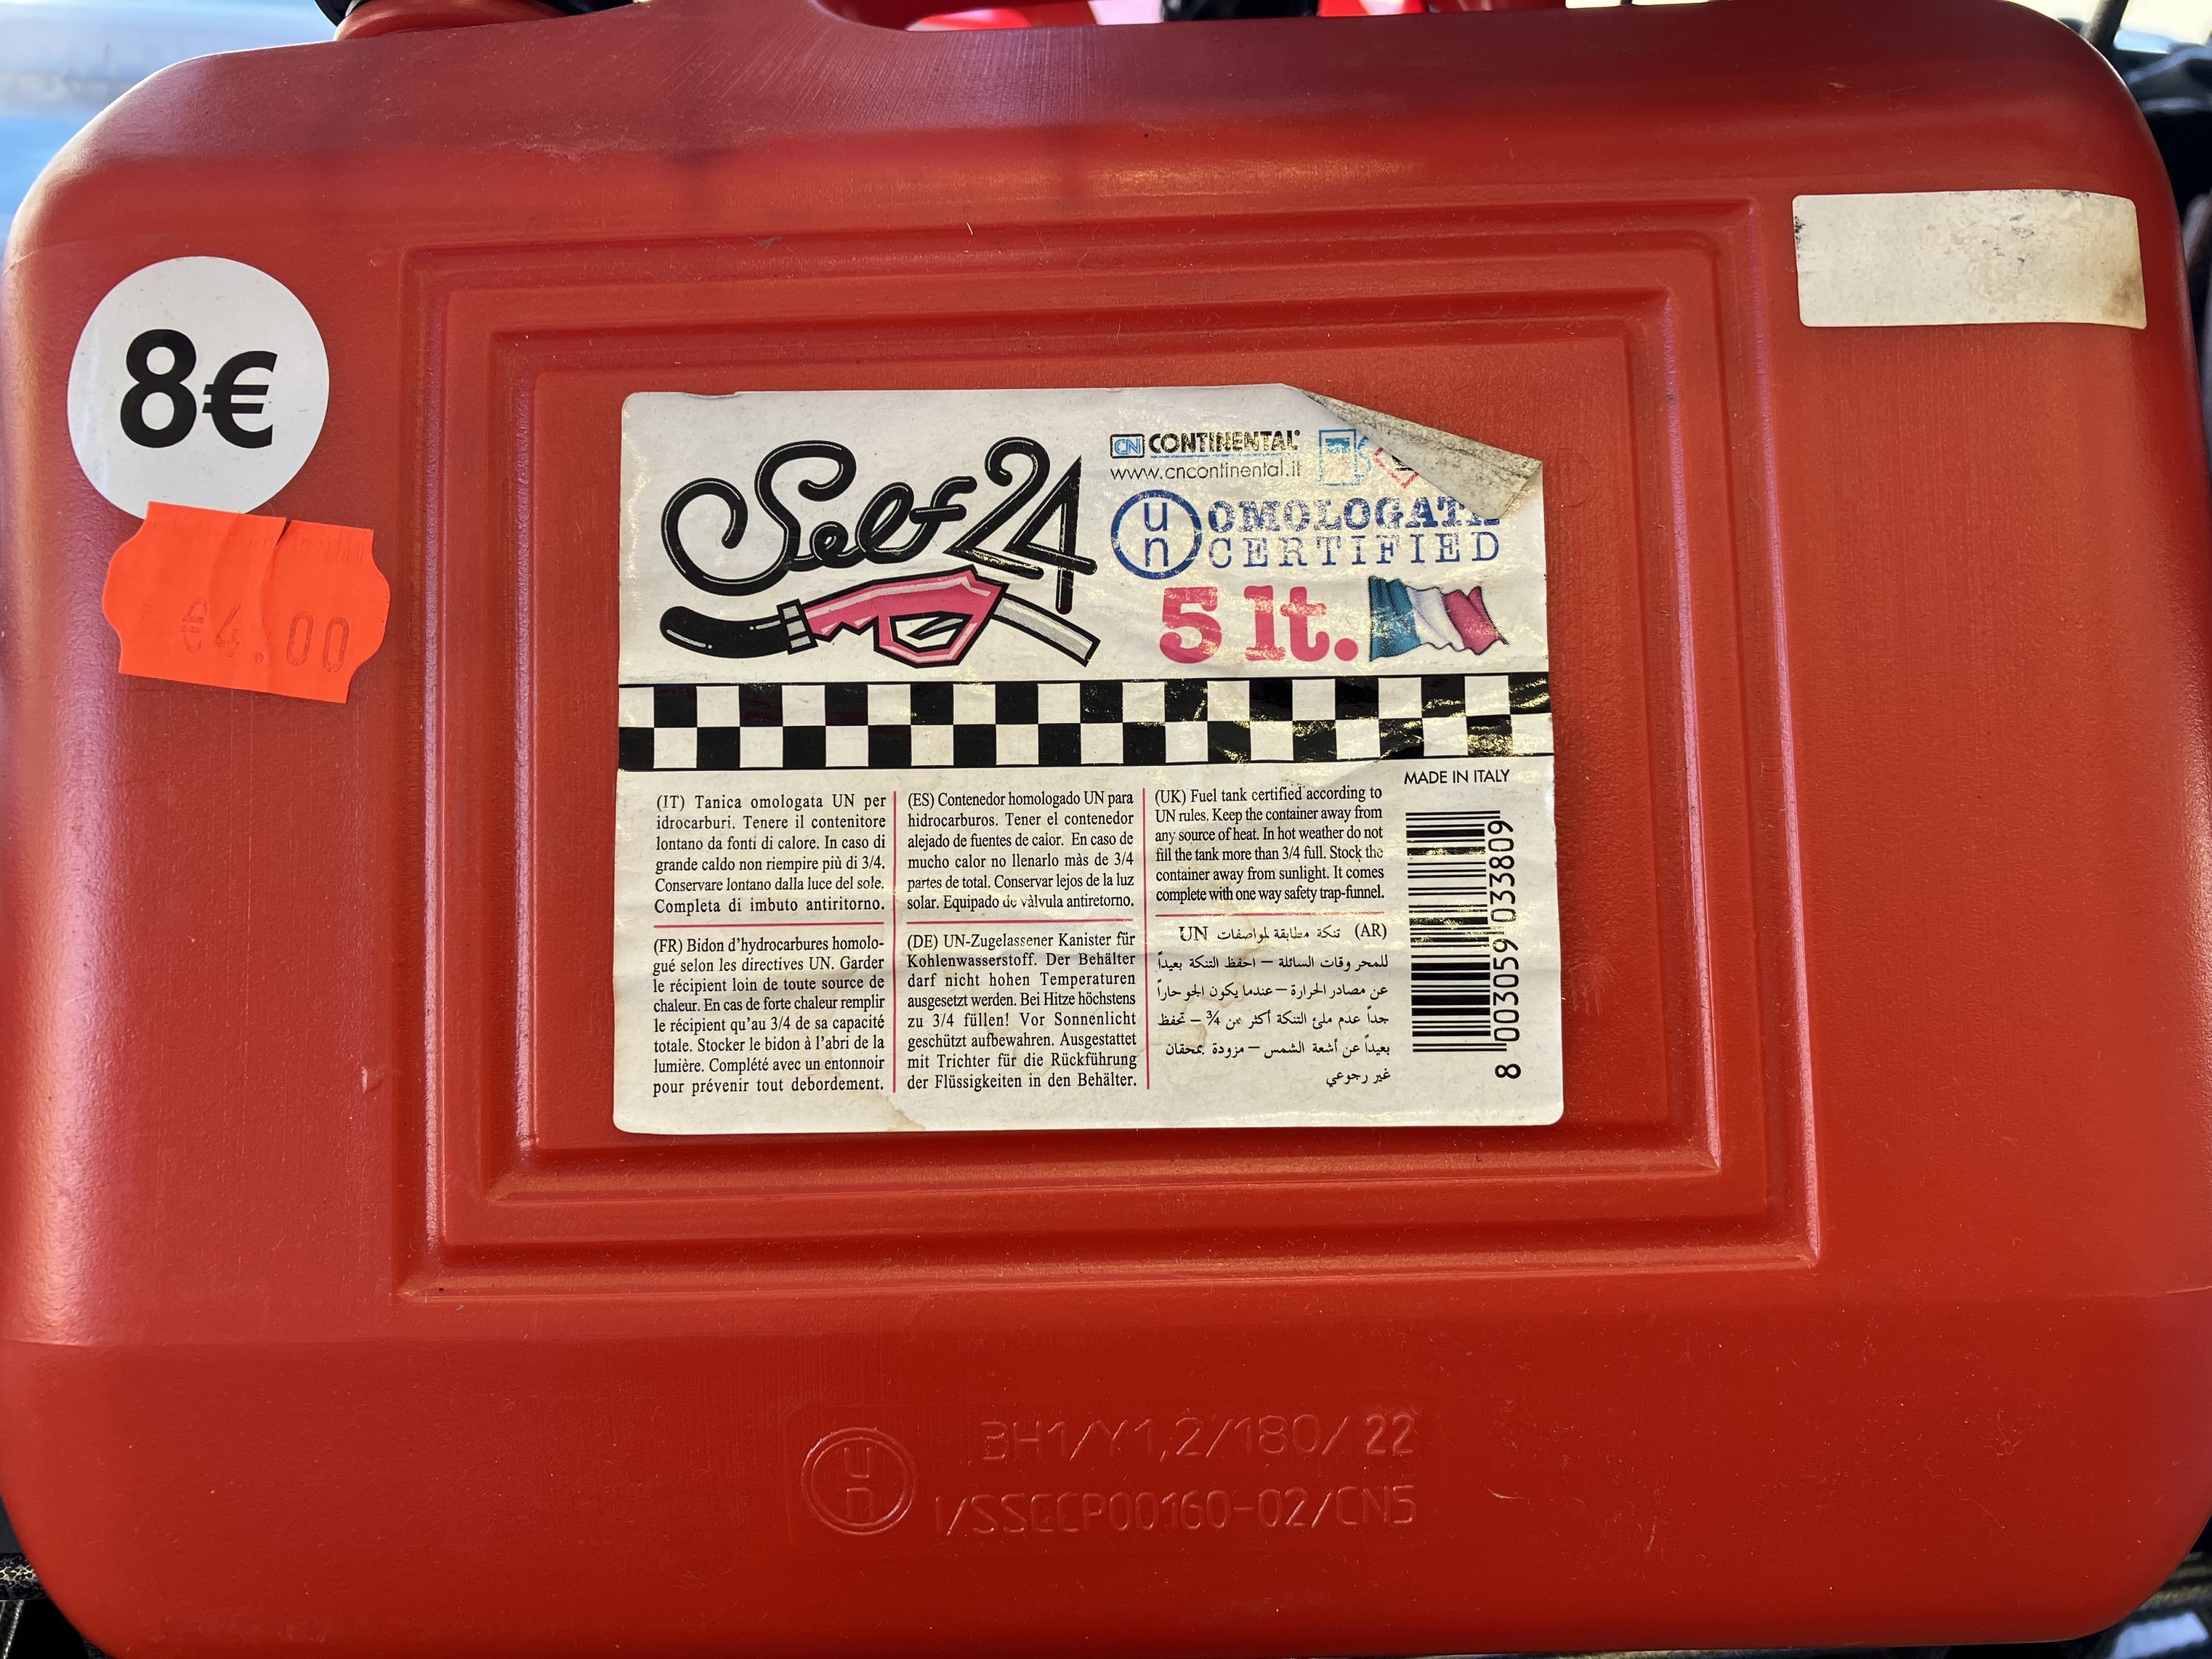 8€
€4.00
Self 24
CN CONTINENTAL®
www.cncontinental.it
un OMOLOGATA
CERTIFIED
5 lt.
MADE IN ITALY
(IT) Tanica omologata UN per
idrocarburi. Tenere il contenitore
lontano da fonti di calore. In caso di
grande caldo non riempire più di 3/4.
Conservare lontano dalla luce del sole.
Completa di imbuto antiritorno.
(ES) Contenedor homologado UN para
hidrocarburos. Tener el contenedor
alejado de fuentes de calor. En caso de
mucho calor no llenarlo màs de 3/4
partes de total. Conservar lejos de la luz
solar. Equipado de vàlvula antiretorno.
(UK) Fuel tank certified according to
UN rules. Keep the container away from
any source of heat. In hot weather do not
fill the tank more than 3/4 full. Stock the
container away from sunlight. It comes
complete with one way safety trap-funnel.
(FR) Bidon d'hydrocarbures homolo-
gué selon les directives UN. Garder
le récipient loin de toute source de
chaleur. En cas de forte chaleur remplir
le récipient qu'au 3/4 de sa capacité
totale. Stocker le bidon à l'abri de la
lumière. Complété avec un entonnoir
pour prévenir tout debordement.
(DE) UN-Zugelassener Kanister für
Kohlenwasserstoff. Der Behälter
darf nicht hohen Temperaturen
ausgesetzt werden. Bei Hitze höchstens
zu 3/4 füllen! Vor Sonnenlicht
geschützt aufbewahren. Ausgestattet
mit Trichter für die Rückführung
der Flüssigkeiten in den Behälter.
(AR) تنكة مطابقة لمواصفات UN
للمحروقات السائلة – احفظ التنكة بعيداً
عن مصادر الحرارة – عندما يكون الجو حاراً
جداً عدم ملئ التنكة أكثر من ¾ – تحفظ
بعيداً عن أشعة الشمس – مزودة بمحقان
غير رجوعي
8 003059 033809
un 3H1/Y1,2/180/ 22
I/SSCCP00160-02/CN5